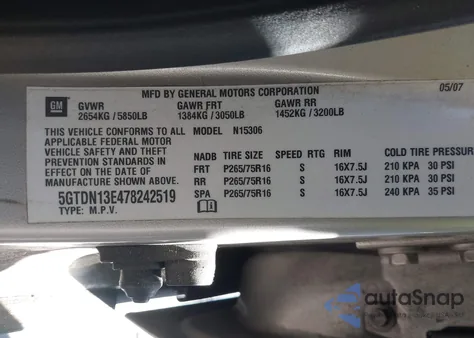 MFD BY GENERAL MOTORS CORPORATION 05/07
GM GVWR GAWR FRT GAWR RR
2654KG / 5850LB 1384KG / 3050LB 1452KG / 3200LB
THIS VEHICLE CONFORMS TO ALL MODEL N15306
APPLICABLE FEDERAL MOTOR
VEHICLE SAFETY AND THEFT
PREVENTION STANDARDS IN
EFFECT ON THE DATE OF
MANUFACTURE SHOWN ABOVE.
5GTDN13E478242519
TYPE: M.P.V.
NADB TIRE SIZE SPEED RTG RIM COLD TIRE PRESSUR
FRT P265/75R16 S 16X7.5J 210 KPA 30 PSI
RR P265/75R16 S 16X7.5J 210 KPA 30 PSI
SPA P265/75R16 S 16X7.5J 240 KPA 35 PSI
autoSnap